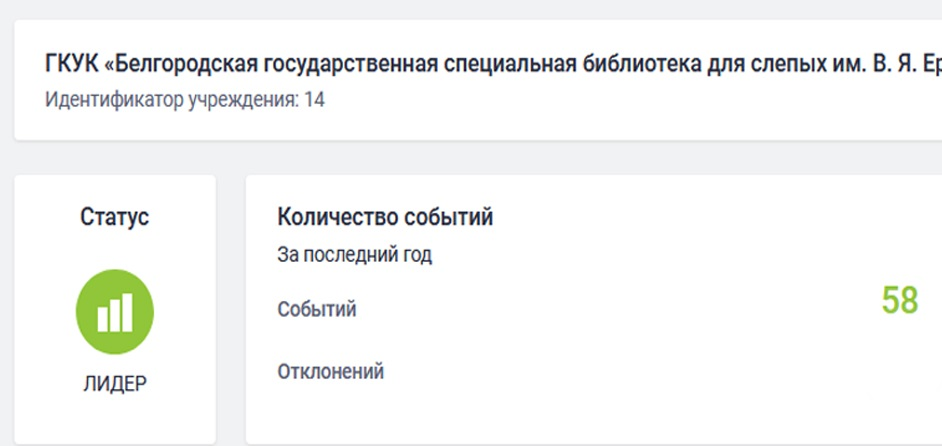 ГКУК «Белгородская государственная специальная библиотека для слепых им. В. Я. Ер
Идентификатор учреждения: 14
Статус
ЛИДЕР
Количество событий
За последний год
Событий 58
Отклонений